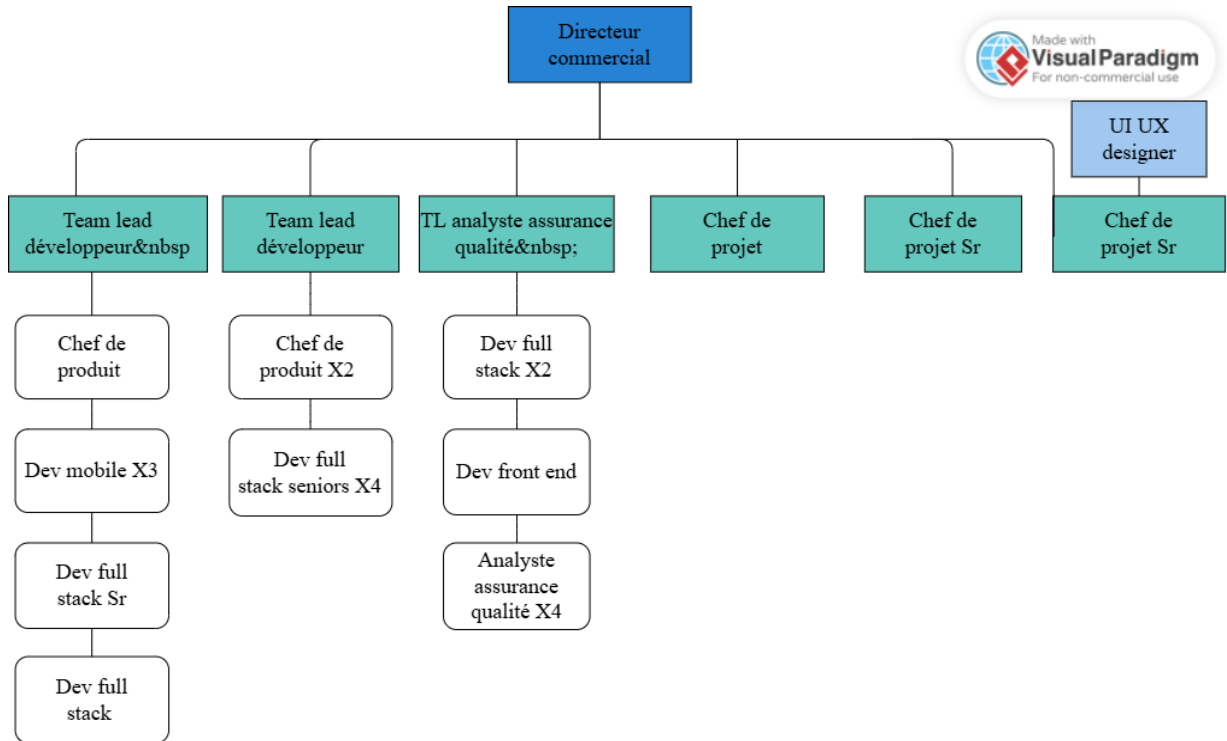 Directeur
commercial
Made with
Visual Paradigm
For non-commercial use
UI UX
designer
Team lead
développeur&nbsp
Team lead
développeur
TL analyste assurance
qualité&nbsp;
Chef de
projet
Chef de
projet Sr
Chef de
projet Sr
Chef de
produit
Chef de
produit X2
Dev full
stack X2
Dev mobile X3
Dev full
stack seniors X4
Dev front end
Dev full
stack Sr
Analyste
assurance
qualité X4
Dev full
stack